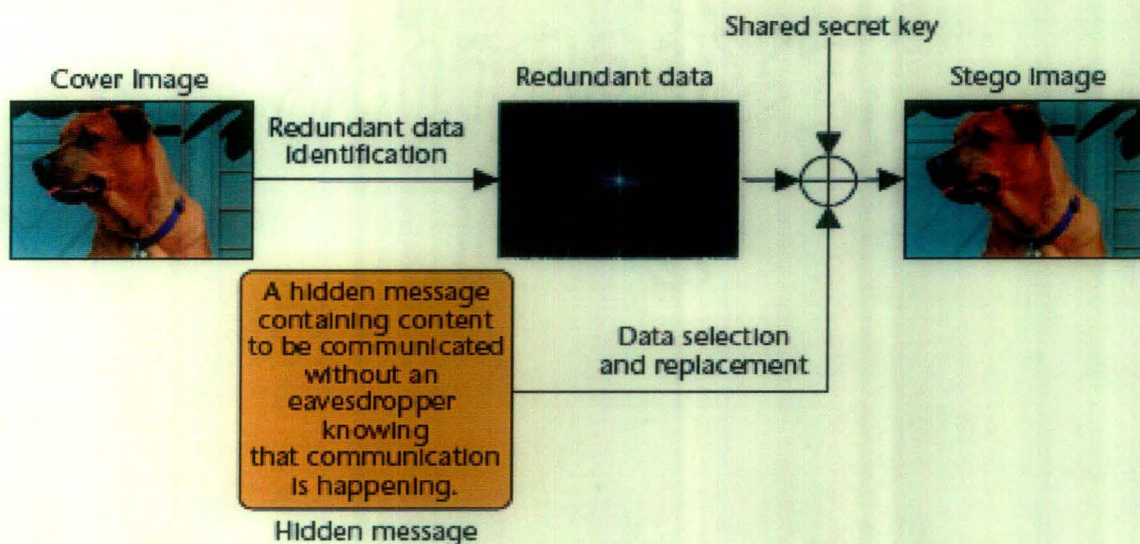 Shared secret key
Cover image
Redundant data
Stego image
Redundant data
identification
A hidden message
containing content
to be communicated
without an
eavesdropper
knowing
that communication
is happening.
Data selection
and replacement
Hidden message